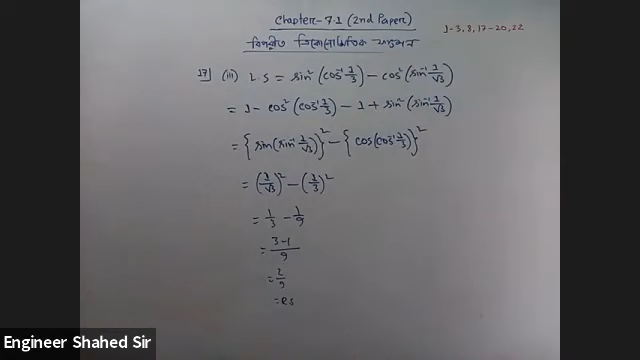 Chapter-7.1 (2nd Paper)
বিপরীত ত্রিকোণোমিতিক ফাংশন
1-3, 8, 17-20, 22
17] (iii) L.S = sin² (cos⁻¹ 1/3) − cos² (sin⁻¹ 1/√3)
= 1 − cos² (cos⁻¹ 1/3) − 1 + sin² (sin⁻¹ 1/√3)
= {sin (sin⁻¹ 1/√3)}² − {cos (cos⁻¹ 1/3)}²
= (1/√3)² − (1/3)²
= 1/3 − 1/9
= 3−1/9
= 2/9
= R.S
Engineer Shahed Sir